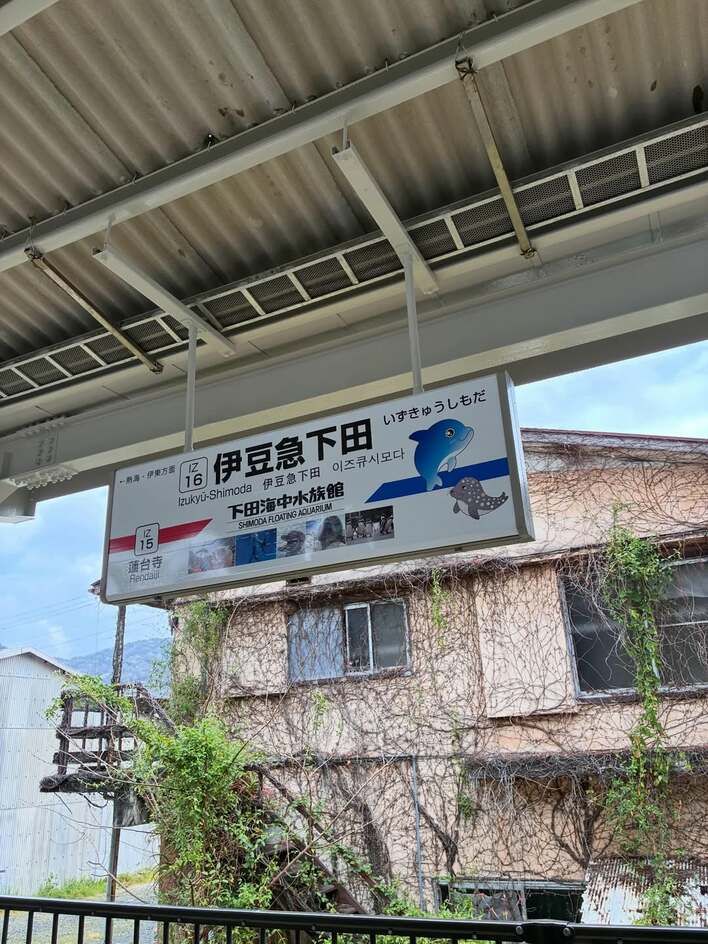 ←熱海・伊東方面
IZ
16
伊豆急下田
いずきゅうしもだ
Izukyū-Shimoda
伊豆急下田
이즈큐시모다
下田海中水族館
SHIMODA FLOATING AQUARIUM
IZ
15
蓮台寺
Rendaiji